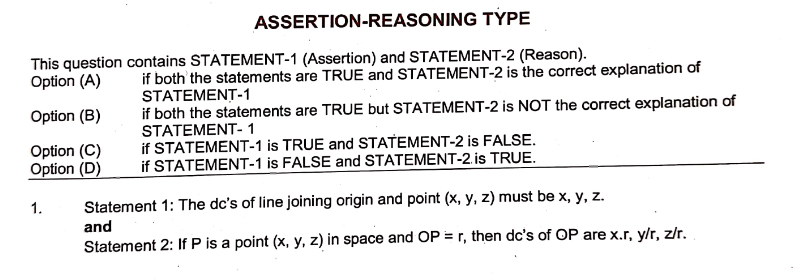 ASSERTION-REASONING TYPE
This question contains STATEMENT-1 (Assertion) and STATEMENT-2 (Reason).
Option (A) if both the statements are TRUE and STATEMENT-2 is the correct explanation of
STATEMENT-1
Option (B) if both the statements are TRUE but STATEMENT-2 is NOT the correct explanation of
STATEMENT- 1
Option (C) if STATEMENT-1 is TRUE and STATEMENT-2 is FALSE.
Option (D) if STATEMENT-1 is FALSE and STATEMENT-2 is TRUE.
1. Statement 1: The dc's of line joining origin and point (x, y, z) must be x, y, z.
and
Statement 2: If P is a point (x, y, z) in space and OP = r, then dc's of OP are x.r, y/r, z/r.